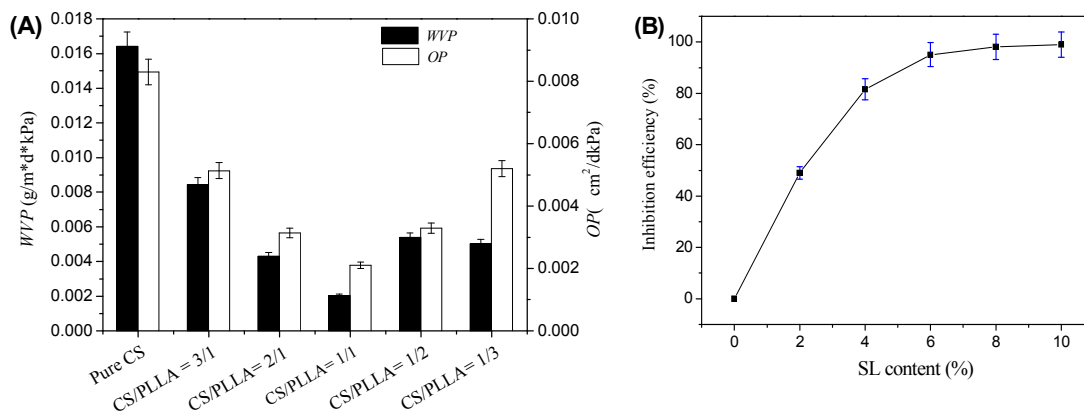 (A)
0.018
0.016
0.014
0.012
0.010
0.008
0.006
0.004
0.002
0.000
WVP (g/m*d*kPa)
WVP
OP
0.010
0.008
0.006
0.004
0.002
0.000
OP( cm²/dkPa)
Pure CS
CS/PLLA = 3/1
CS/PLLA = 2/1
CS/PLLA = 1/1
CS/PLLA = 1/2
CS/PLLA = 1/3
(B)
100
80
60
40
20
0
Inhibition efficiency (%)
0 2 4 6 8 10
SL content (%)